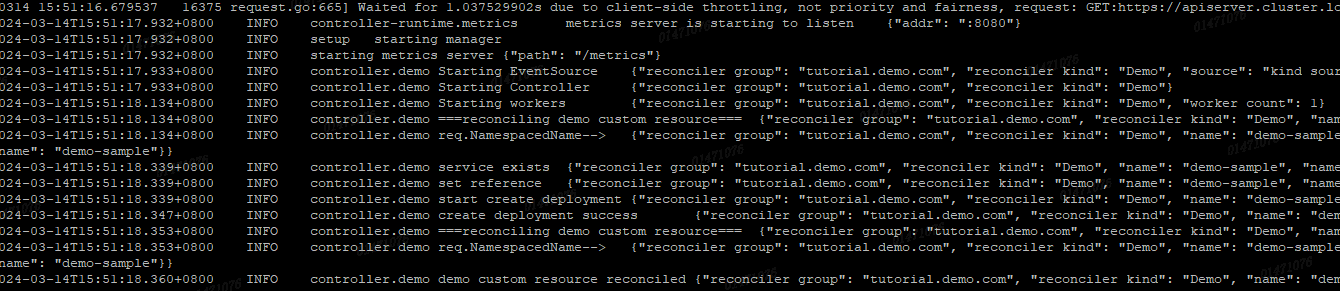 0314 15:51:16.679537   16375 request.go:665] Waited for 1.037529902s due to client-side throttling, not priority and fairness, request: GET:https://apiserver.cluster.lc
024-03-14T15:51:17.932+0800    INFO    controller-runtime.metrics      metrics server is starting to listen    {"addr": ":8080"}
024-03-14T15:51:17.932+0800    INFO    setup   starting manager
024-03-14T15:51:17.932+0800    INFO    starting metrics server {"path": "/metrics"}
024-03-14T15:51:17.933+0800    INFO    controller.demo Starting EventSource    {"reconciler group": "tutorial.demo.com", "reconciler kind": "Demo", "source": "kind sour
024-03-14T15:51:17.933+0800    INFO    controller.demo Starting Controller     {"reconciler group": "tutorial.demo.com", "reconciler kind": "Demo"}
024-03-14T15:51:18.134+0800    INFO    controller.demo Starting workers        {"reconciler group": "tutorial.demo.com", "reconciler kind": "Demo", "worker count": 1}
024-03-14T15:51:18.134+0800    INFO    controller.demo ===reconciling demo custom resource===  {"reconciler group": "tutorial.demo.com", "reconciler kind": "Demo", "nam
024-03-14T15:51:18.134+0800    INFO    controller.demo req.NamespacedName-->   {"reconciler group": "tutorial.demo.com", "reconciler kind": "Demo", "name": "demo-sample
name": "demo-sample"}}
024-03-14T15:51:18.339+0800    INFO    controller.demo service exists  {"reconciler group": "tutorial.demo.com", "reconciler kind": "Demo", "name": "demo-sample", "name
024-03-14T15:51:18.339+0800    INFO    controller.demo set reference   {"reconciler group": "tutorial.demo.com", "reconciler kind": "Demo", "name": "demo-sample", "name
024-03-14T15:51:18.339+0800    INFO    controller.demo start create deployment {"reconciler group": "tutorial.demo.com", "reconciler kind": "Demo", "name": "demo-sample
024-03-14T15:51:18.347+0800    INFO    controller.demo create deployment success       {"reconciler group": "tutorial.demo.com", "reconciler kind": "Demo", "name": "dem
024-03-14T15:51:18.353+0800    INFO    controller.demo ===reconciling demo custom resource===  {"reconciler group": "tutorial.demo.com", "reconciler kind": "Demo", "nam
024-03-14T15:51:18.353+0800    INFO    controller.demo req.NamespacedName-->   {"reconciler group": "tutorial.demo.com", "reconciler kind": "Demo", "name": "demo-sample
name": "demo-sample"}}
024-03-14T15:51:18.360+0800    INFO    controller.demo demo custom resource reconciled {"reconciler group": "tutorial.demo.com", "reconciler kind": "Demo", "name": "dem